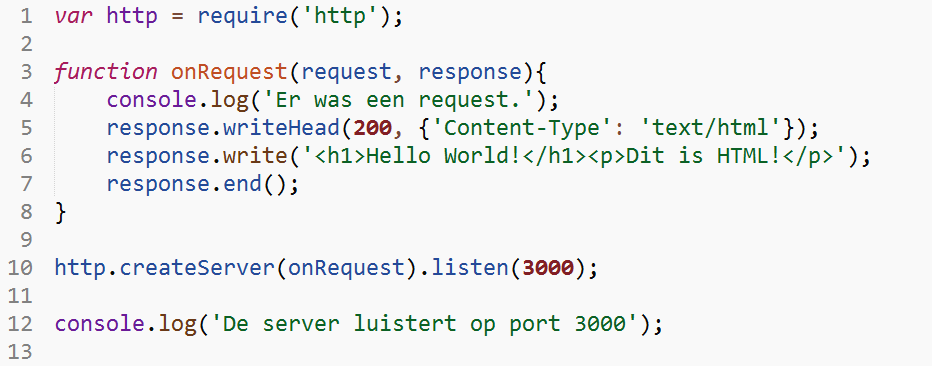 1 var http = require('http');
2
3 function onRequest(request, response){
4     console.log('Er was een request.');
5     response.writeHead(200, {'Content-Type': 'text/html'});
6     response.write('<h1>Hello World!</h1><p>Dit is HTML!</p>');
7     response.end();
8 }
9
10 http.createServer(onRequest).listen(3000);
11
12 console.log('De server luistert op port 3000');
13